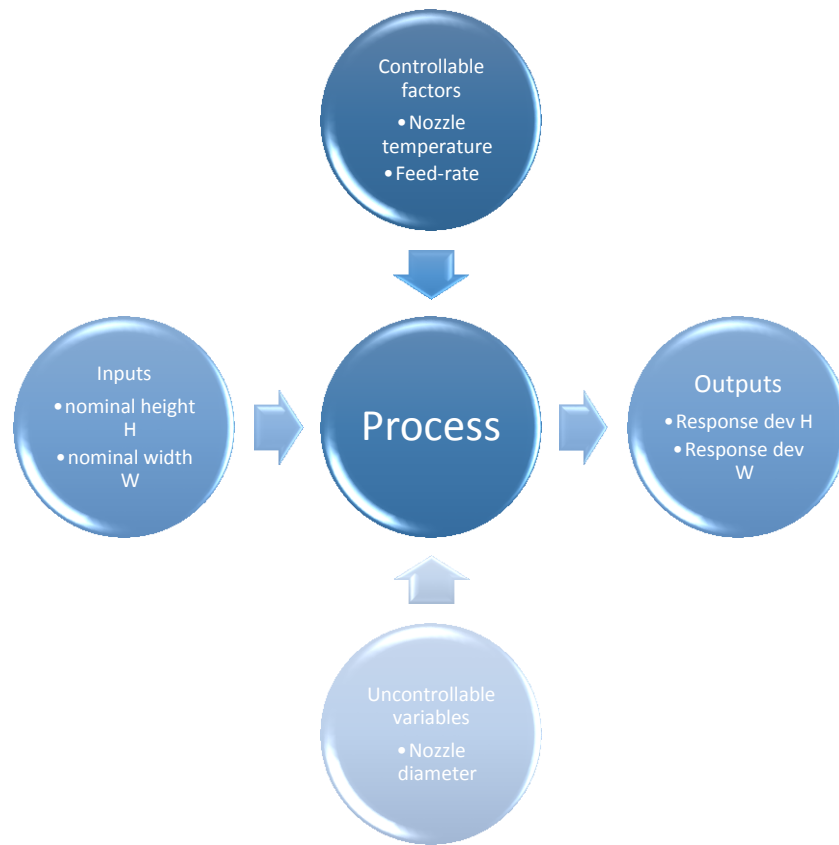 Controllable
factors
•Nozzle
temperature
•Feed-rate
Inputs
•nominal height
H
•nominal width
W
Process
Outputs
•Response dev H
•Response dev
W
Uncontrollable
variables
•Nozzle
diameter